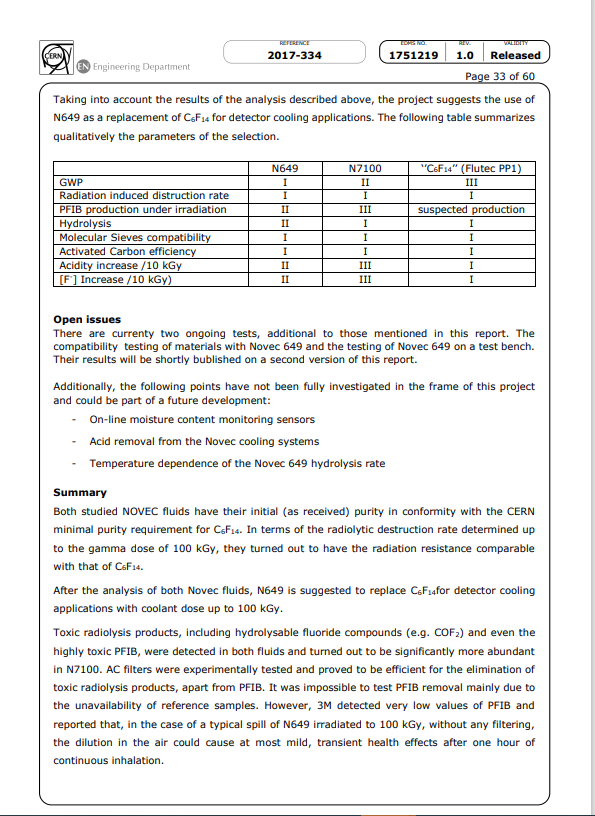 CERN
EN Engineering Department
REFERENCE
2017-334
EDMS NO. REV. VALIDITY
1751219 1.0 Released
Page 33 of 60
Taking into account the results of the analysis described above, the project suggests the use of
N649 as a replacement of C6F14 for detector cooling applications. The following table summarizes
qualitatively the parameters of the selection.
N649 N7100 "C6F14" (Flutec PP1)
GWP I II III
Radiation induced distruction rate I I I
PFIB production under irradiation II III suspected production
Hydrolysis II I I
Molecular Sieves compatibility I I I
Activated Carbon efficiency I I I
Acidity increase /10 kGy II III I
[F-] Increase /10 kGy) II III I
Open issues
There are currenty two ongoing tests, additional to those mentioned in this report. The
compatibility testing of materials with Novec 649 and the testing of Novec 649 on a test bench.
Their results will be shortly bublished on a second version of this report.
Additionally, the following points have not been fully investigated in the frame of this project
and could be part of a future development:
- On-line moisture content monitoring sensors
- Acid removal from the Novec cooling systems
- Temperature dependence of the Novec 649 hydrolysis rate
Summary
Both studied NOVEC fluids have their initial (as received) purity in conformity with the CERN
minimal purity requirement for C6F14. In terms of the radiolytic destruction rate determined up
to the gamma dose of 100 kGy, they turned out to have the radiation resistance comparable
with that of C6F14.
After the analysis of both Novec fluids, N649 is suggested to replace C6F14for detector cooling
applications with coolant dose up to 100 kGy.
Toxic radiolysis products, including hydrolysable fluoride compounds (e.g. COF2) and even the
highly toxic PFIB, were detected in both fluids and turned out to be significantly more abundant
in N7100. AC filters were experimentally tested and proved to be efficient for the elimination of
toxic radiolysis products, apart from PFIB. It was impossible to test PFIB removal mainly due to
the unavailability of reference samples. However, 3M detected very low values of PFIB and
reported that, in the case of a typical spill of N649 irradiated to 100 kGy, without any filtering,
the dilution in the air could cause at most mild, transient health effects after one hour of
continuous inhalation.